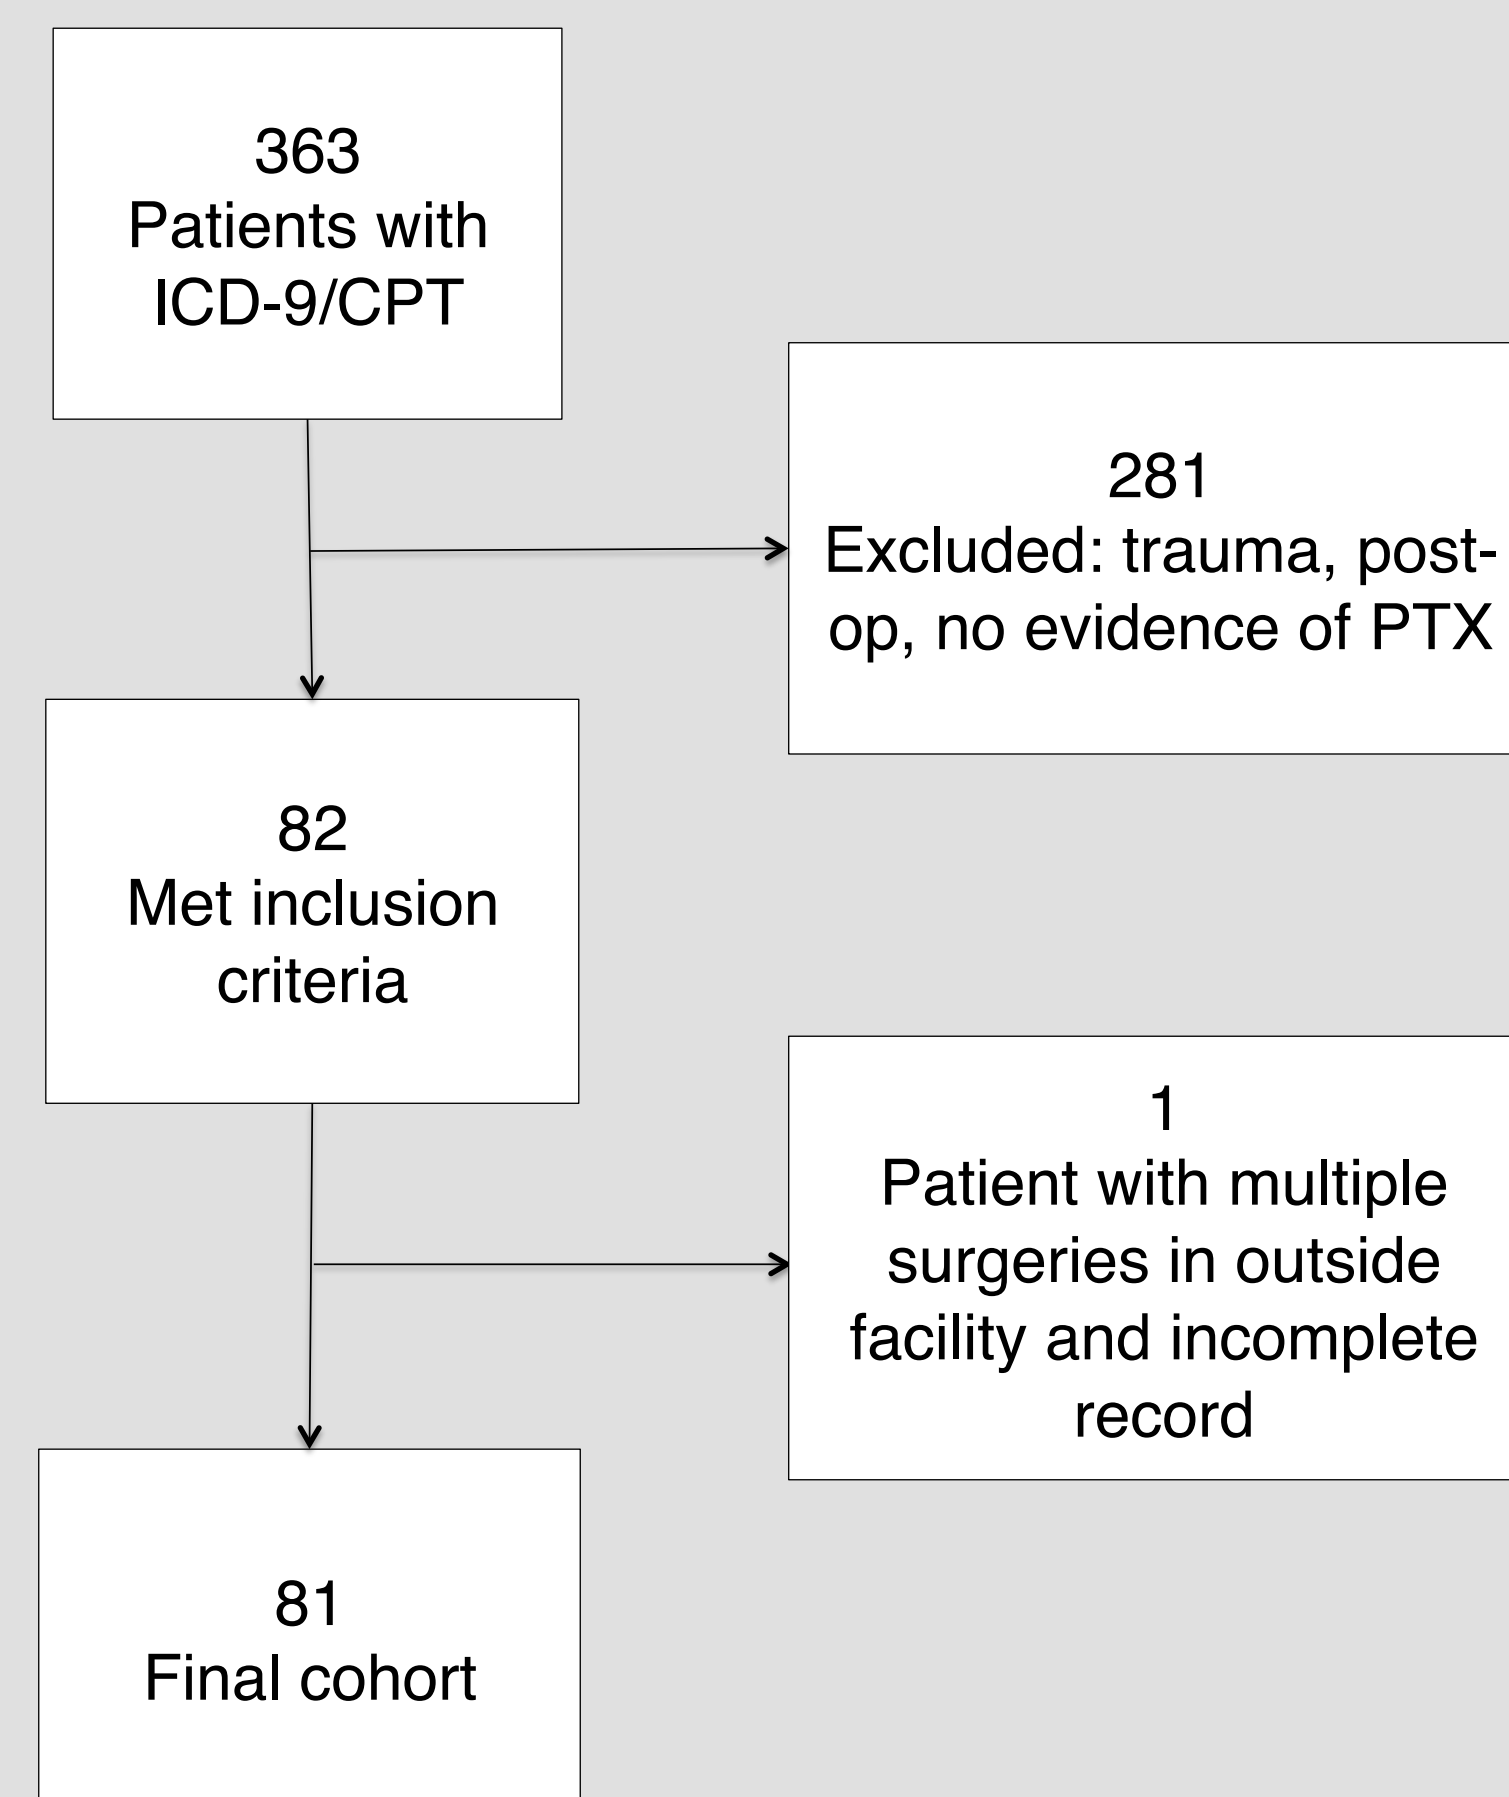 363
Patients with
ICD-9/CPT
281
Excluded: trauma, post-
op, no evidence of PTX
82
Met inclusion
criteria
1
Patient with multiple
surgeries in outside
facility and incomplete
record
81
Final cohort